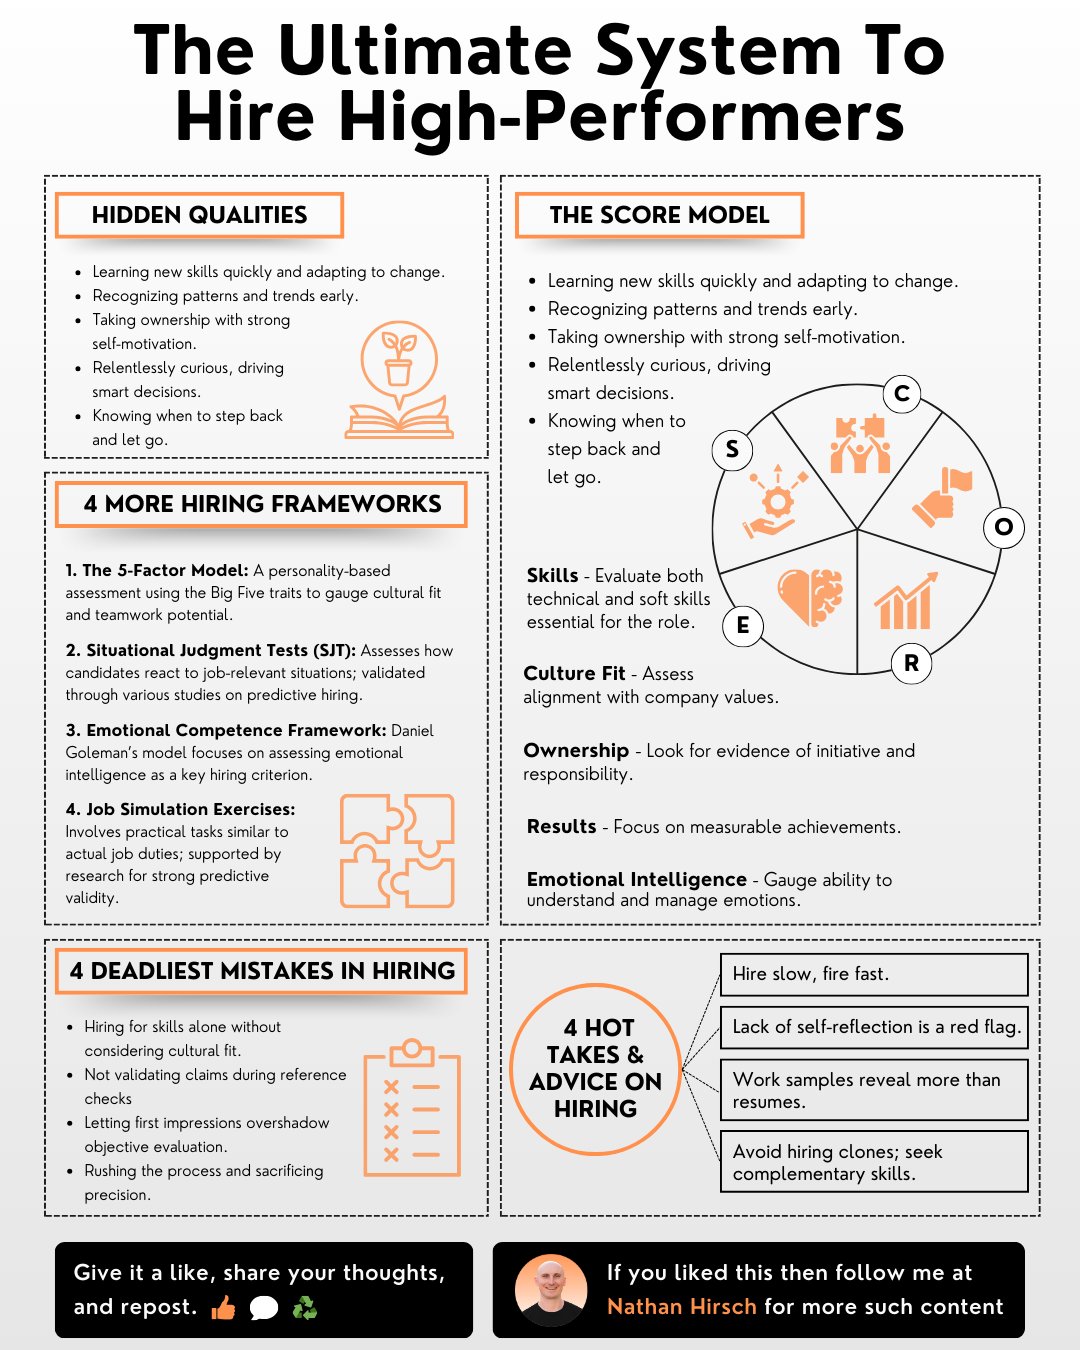 The Ultimate System To
Hire High-Performers
HIDDEN QUALITIES
• Learning new skills quickly and adapting to change.
• Recognizing patterns and trends early.
• Taking ownership with strong
self-motivation.
• Relentlessly curious, driving
smart decisions.
• Knowing when to step back
and let go.
4 MORE HIRING FRAMEWORKS
1. The 5-Factor Model: A personality-based
assessment using the Big Five traits to gauge cultural fit
and teamwork potential.
2. Situational Judgment Tests (SJT): Assesses how
candidates react to job-relevant situations; validated
through various studies on predictive hiring.
3. Emotional Competence Framework: Daniel
Goleman's model focuses on assessing emotional
intelligence as a key hiring criterion.
4. Job Simulation Exercises:
Involves practical tasks similar to
actual job duties; supported by
research for strong predictive
validity.
4 DEADLIEST MISTAKES IN HIRING
• Hiring for skills alone without
considering cultural fit.
• Not validating claims during reference
checks
• Letting first impressions overshadow
objective evaluation.
• Rushing the process and sacrificing
precision.
THE SCORE MODEL
• Learning new skills quickly and adapting to change.
• Recognizing patterns and trends early.
• Taking ownership with strong self-motivation.
• Relentlessly curious, driving
smart decisions.
• Knowing when to
step back and
let go.
S
C
O
R
E
Skills - Evaluate both
technical and soft skills
essential for the role.
Culture Fit - Assess
alignment with company values.
Ownership - Look for evidence of initiative and
responsibility.
Results - Focus on measurable achievements.
Emotional Intelligence - Gauge ability to
understand and manage emotions.
4 HOT
TAKES &
ADVICE ON
HIRING
Hire slow, fire fast.
Lack of self-reflection is a red flag.
Work samples reveal more than
resumes.
Avoid hiring clones; seek
complementary skills.
Give it a like, share your thoughts,
and repost.
If you liked this then follow me at
Nathan Hirsch for more such content